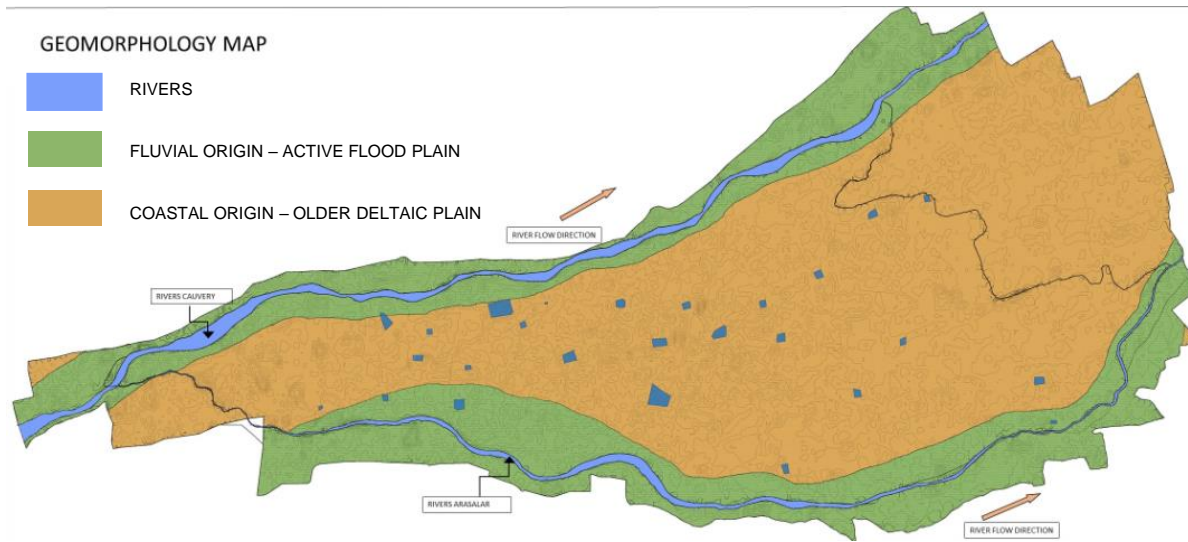 GEOMORPHOLOGY MAP
RIVERS
FLUVIAL ORIGIN – ACTIVE FLOOD PLAIN
COASTAL ORIGIN – OLDER DELTAIC PLAIN
RIVER FLOW DIRECTION
RIVERS CAUVERY
RIVERS ARASALAR
RIVER FLOW DIRECTION